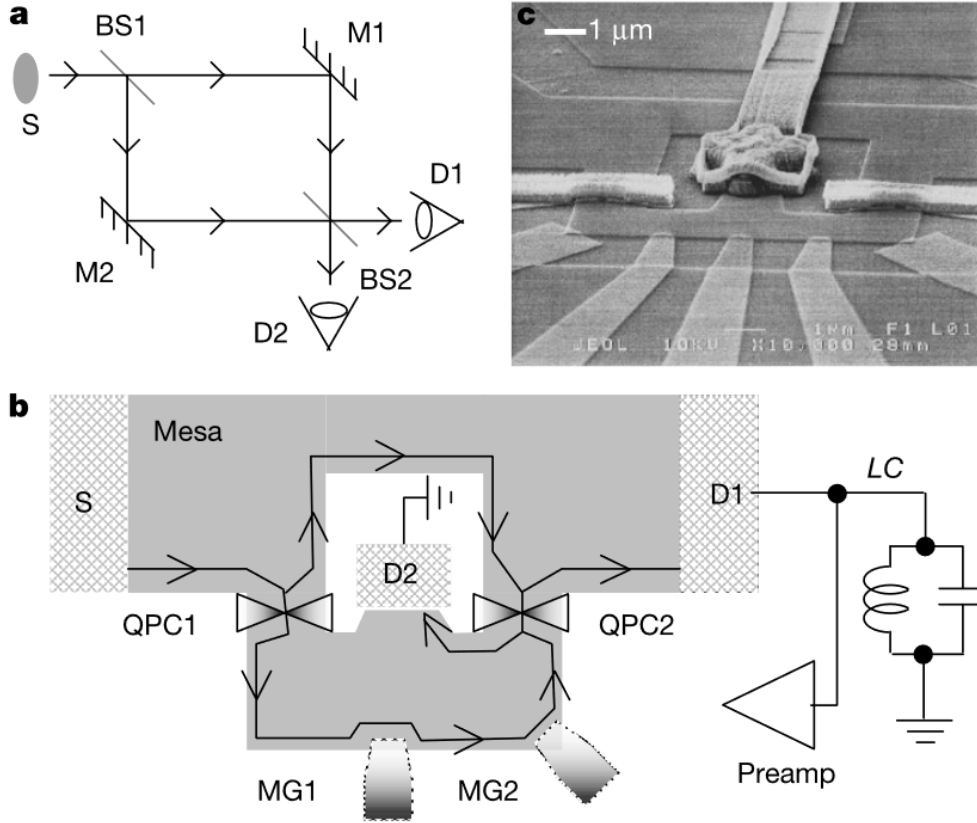 a
BS1
M1
S
D1
M2
BS2
D2
c
1 μm
1μm F1 L01
JEOL 10KV X10,000 28mm
b
Mesa
S
D1
LC
D2
QPC1
QPC2
MG1
MG2
Preamp